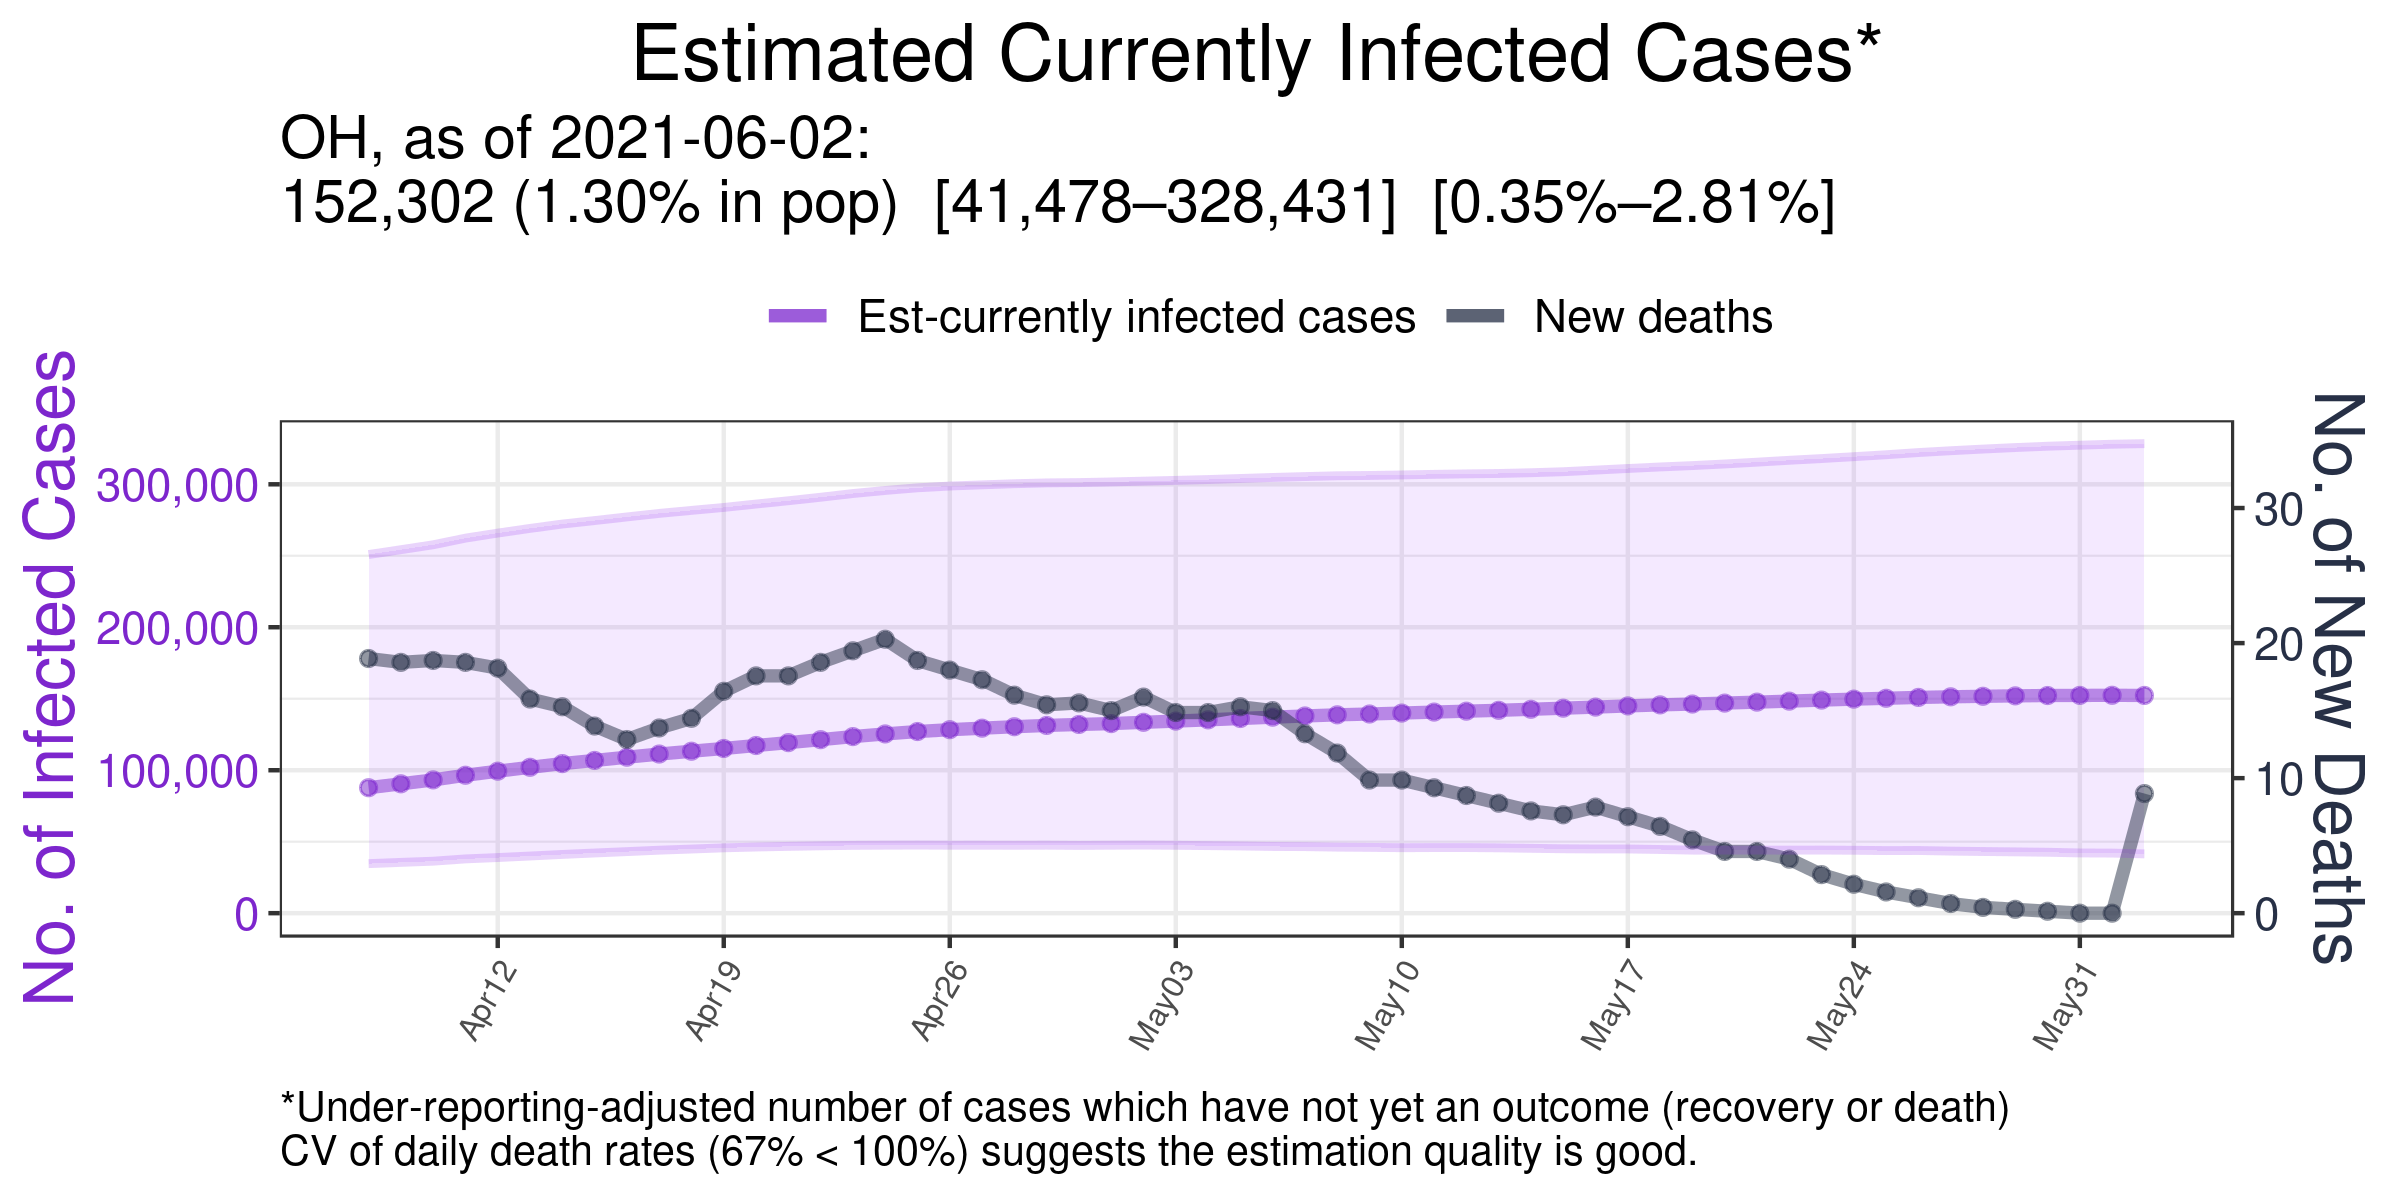 Estimated Currently Infected Cases*
OH, as of 2021-06-02:
152,302 (1.30% in pop) [41,478–328,431] [0.35%–2.81%]
Est-currently infected cases New deaths
No. of Infected Cases
300,000
200,000
100,000
0
30
20
10
0
No. of New Deaths
Apr12 Apr19 Apr26 May03 May10 May17 May24 May31
*Under-reporting-adjusted number of cases which have not yet an outcome (recovery or death)
CV of daily death rates (67% < 100%) suggests the estimation quality is good.